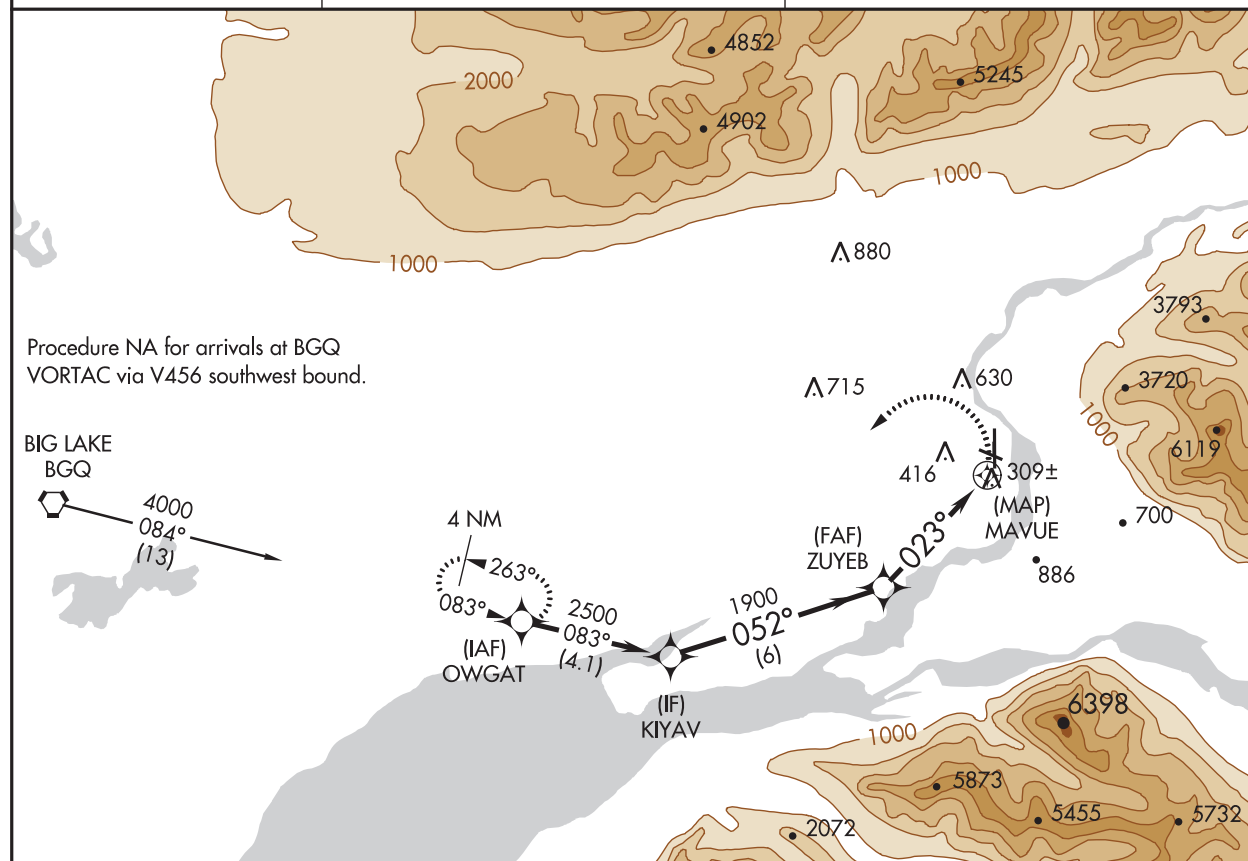 4852
5245
2000
4902
1000
880
1000
3793
Procedure NA for arrivals at BGQ
VORTAC via V456 southwest bound.
715
630
3720
1000
6119
BIG LAKE
BGQ
416
309±
(MAP)
MAVUE
4000
084°
(13)
4 NM
700
(FAF)
ZUYEB
023°
886
263°
083°
2500
083°
(4.1)
1900
052°
(6)
(IAF)
OWGAT
(IF)
KIYAV
6398
1000
5873
5455
5732
2072